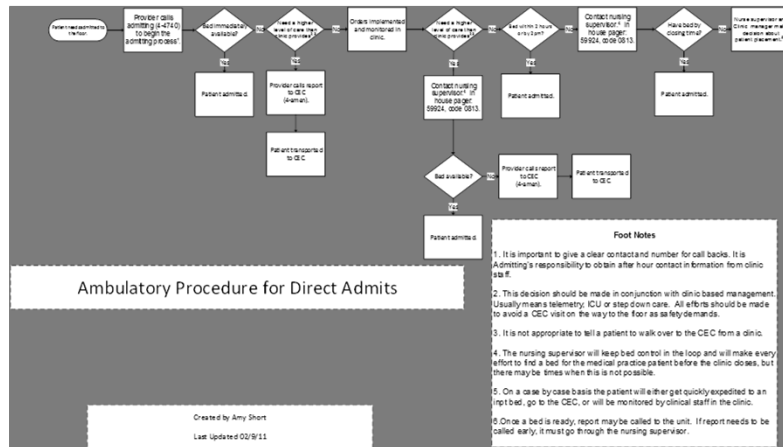 Patient need admitted to
the floor.
Provider calls
admitting (4-4740)
to begin the
admitting process¹.
Bed immediately
available?
No
Need a higher
level of care than
clinic provides
No
Orders implemented
and monitored in
clinic.
Need a higher
level of care than
clinic provides
No
Bed within 2 hours
or by 2pm?
No
Contact nursing
supervisor.⁴ In
house pager:
59924, code 0813.
Have bed by
closing time?
No
Nurse supervisor
Clinic manager
decision about
patient placement.
Yes
Yes
Yes
Yes
Yes
Patient admitted.
Provider calls report
to CEC
Contact nursing
supervisor.⁴ In
house pager:
59924, code 0813.
Patient admitted.
Patient admitted.
Patient transported
to CEC.
Bed available?
No
Provider calls report
to CEC
Patient transported
to CEC
Yes
Patient admitted.
Ambulatory Procedure for Direct Admits
Foot Notes
1. It is important to give a clear contact and number for call backs. It is
Admitting's responsibility to obtain after hour contact information from clinic
staff.
2. This decision should be made in conjunction with clinic based management.
Usually means telemetry, ICU or step down care. All efforts should be made
to avoid a CEC visit on the way to the floor as safety demands.
3. It is not appropriate to tell a patient to walk over to the CEC from a clinic.
4. The nursing supervisor will keep bed control in the loop and will make every
effort to find a bed for the medical practice patient before the clinic closes, but
there may be times when this is not possible.
5. On a case by case basis the patient will either get quickly expedited to an
inpt bed, go to the CEC, or will be monitored by clinical staff in the clinic.
6.Once a bed is ready, report may be called to the unit. If report needs to be
called early, it must go through the nursing supervisor.
Created by Amy Short
Last Updated 02/9/11